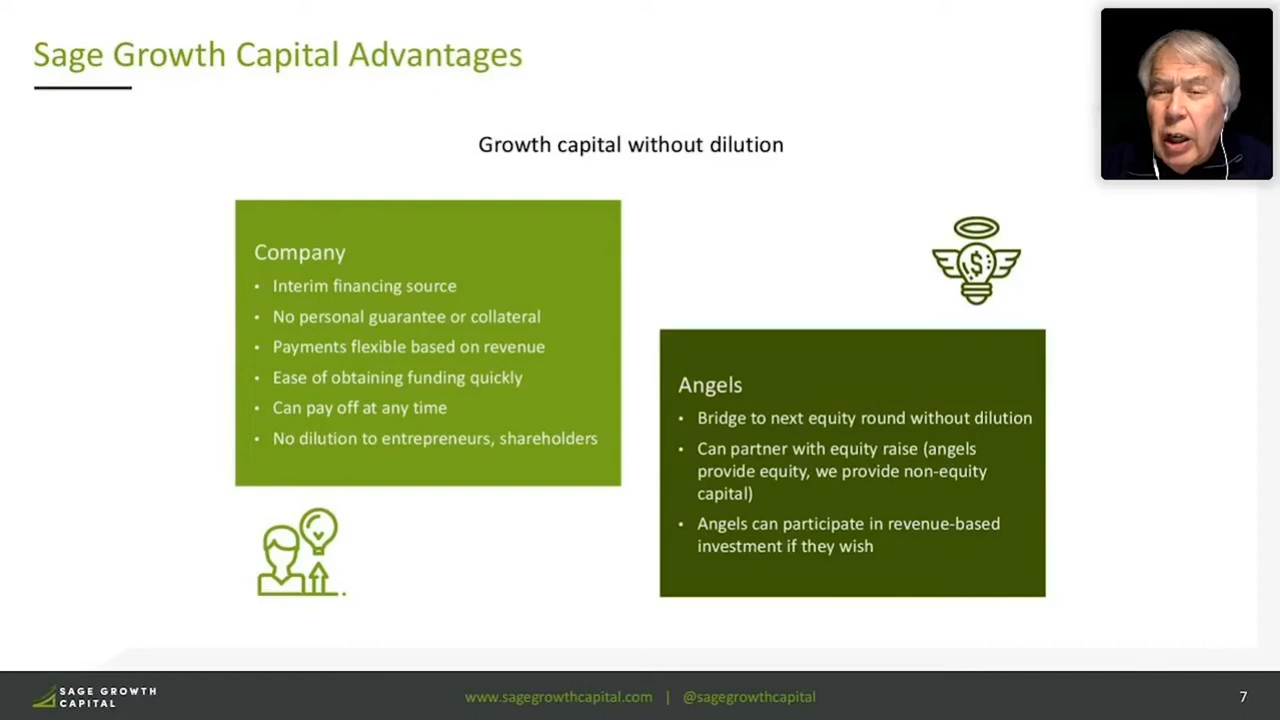 Sage Growth Capital Advantages
Growth capital without dilution
Company
• Interim financing source
• No personal guarantee or collateral
• Payments flexible based on revenue
• Ease of obtaining funding quickly
• Can pay off at any time
• No dilution to entrepreneurs, shareholders
$
Angels
• Bridge to next equity round without dilution
• Can partner with equity raise (angels
provide equity, we provide non-equity
capital)
• Angels can participate in revenue-based
investment if they wish
SAGE GROWTH
CAPITAL
www.sagegrowthcapital.com | @sagegrowthcapital
7